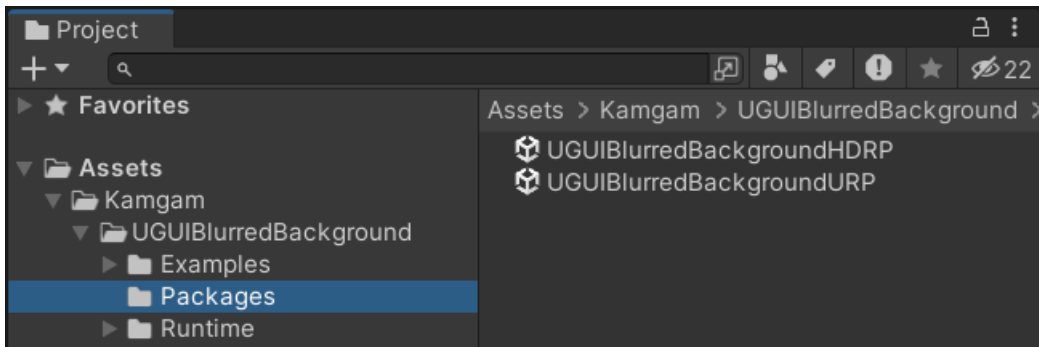 Project
22
Favorites
Assets
Kamgam
UGUIBlurredBackground
Examples
Packages
Runtime
Assets > Kamgam > UGUIBlurredBackground >
UGUIBlurredBackgroundHDRP
UGUIBlurredBackgroundURP